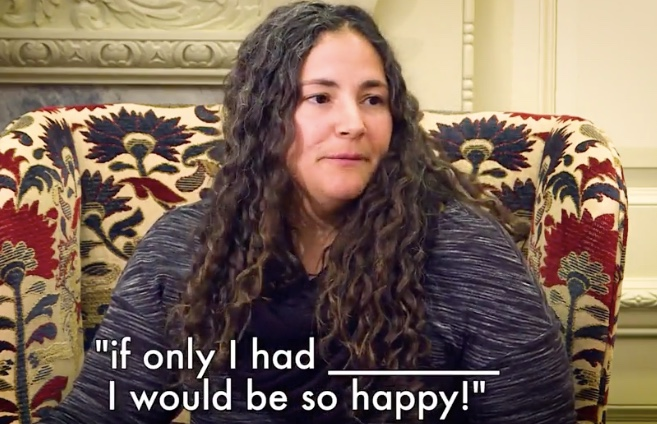 "if only I had ________
I would be so happy!"